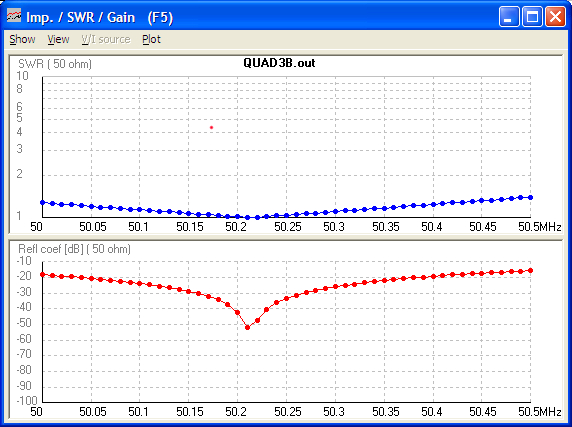 Imp. / SWR / Gain (F5)
Show View V/I source Plot
SWR ( 50 ohm)
QUAD3B.out
10
8
6
5
4
3
2
1
50 50.05 50.1 50.15 50.2 50.25 50.3 50.35 50.4 50.45 50.5MHz
Refl coef [dB] ( 50 ohm)
-10
-20
-30
-40
-50
-60
-70
-80
-90
-100
50 50.05 50.1 50.15 50.2 50.25 50.3 50.35 50.4 50.45 50.5MHz